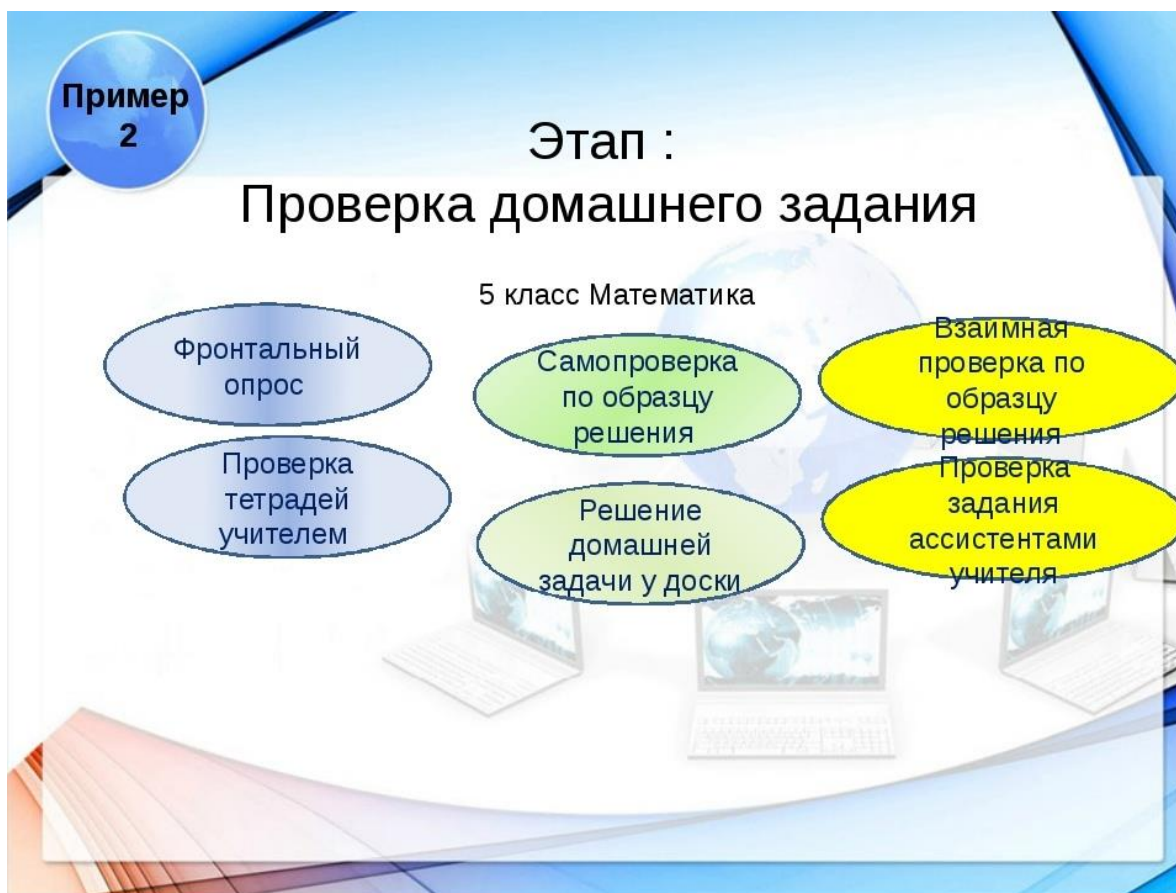 Пример
2
Этап :
Проверка домашнего задания
5 класс Математика
Фронтальный
опрос
Проверка
тетрадей
учителем
Самопроверка
по образцу
решения
Решение
домашней
задачи у доски
Взаимная
проверка по
образцу
решения
Проверка
задания
ассистентами
учителя